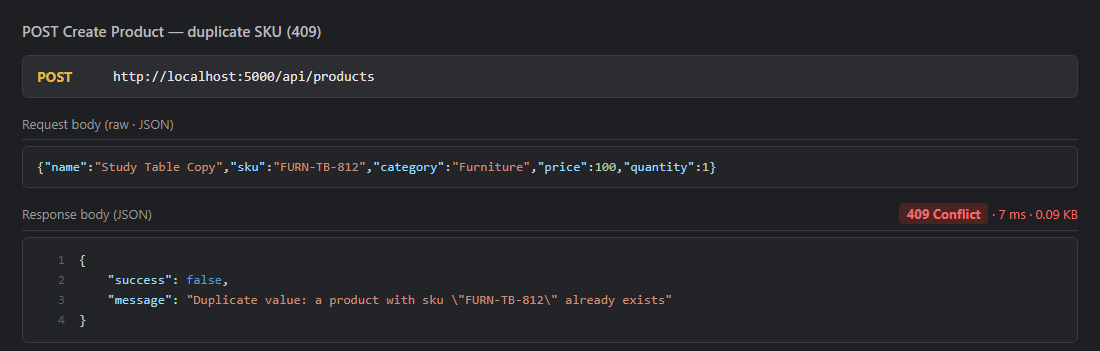 POST Create Product — duplicate SKU (409)
POST http://localhost:5000/api/products
Request body (raw · JSON)
{"name":"Study Table Copy","sku":"FURN-TB-812","category":"Furniture","price":100,"quantity":1}
Response body (JSON) 409 Conflict · 7 ms · 0.09 KB
1 {
2 "success": false,
3 "message": "Duplicate value: a product with sku \"FURN-TB-812\" already exists"
4 }